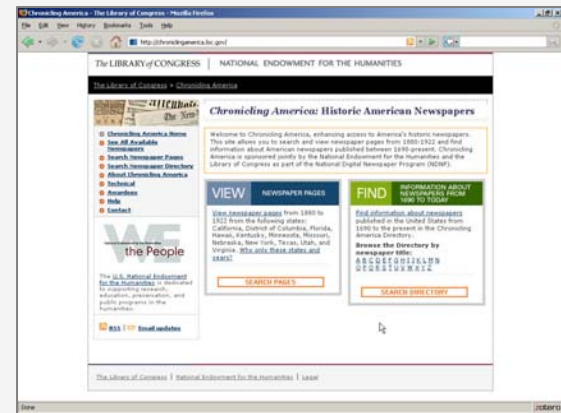 Chronicling America - The Library of Congress - Mozilla Firefox
File Edit View History Bookmarks Tools Help
http://chroniclingamerica.loc.gov/
The LIBRARY of CONGRESS | NATIONAL ENDOWMENT FOR THE HUMANITIES
The Library of Congress > Chronicling America
Chronicling America: Historic American Newspapers
Chronicling America Home
See All Available
Newspapers
Search Newspaper Pages
Search Newspaper Directory
About Chronicling America
Technical
Awardees
Help
Contact
WE
the People
The U.S. National Endowment
for the Humanities is dedicated
to supporting research,
education, preservation, and
public programs in the
humanities.
RSS | Email updates
Welcome to Chronicling America, enhancing access to America's historic newspapers.
This site allows you to search and view newspaper pages from 1880-1922 and find
information about American newspapers published between 1690-present. Chronicling
America is sponsored jointly by the National Endowment for the Humanities and the
Library of Congress as part of the National Digital Newspaper Program (NDNP).
VIEW NEWSPAPER PAGES
View newspaper pages from 1880 to
1922 from the following states:
California, District of Columbia, Florida,
Hawaii, Kentucky, Minnesota, Missouri,
Nebraska, New York, Texas, Utah, and
Virginia. Why only these states and
years?
SEARCH PAGES
FIND INFORMATION ABOUT
NEWSPAPERS FROM
1690 TO TODAY
Find information about newspapers
published in the United States from
1690 to the present in the Chronicling
America Directory.
Browse the Directory by
newspaper title:
A B C D E F G H I J K L M N
O P Q R S T U V W X Y Z
SEARCH DIRECTORY
The Library of Congress | National Endowment for the Humanities | Legal
Done
zotero